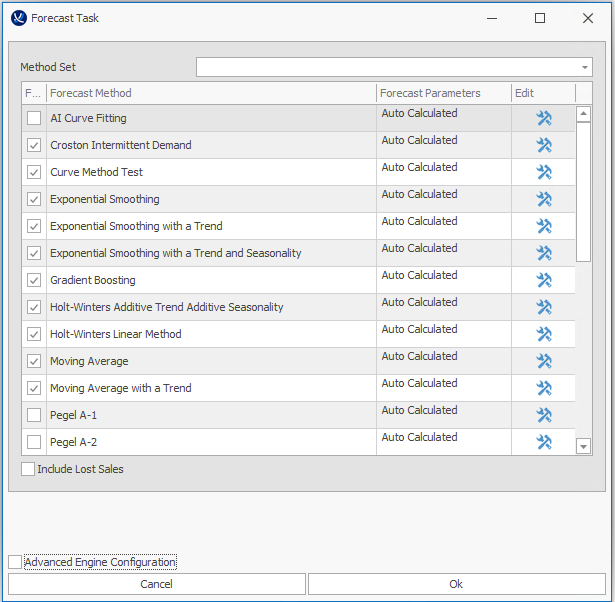 Forecast Task
Method Set
F... Forecast Method Forecast Parameters Edit
AI Curve Fitting Auto Calculated
Croston Intermittent Demand Auto Calculated
Curve Method Test Auto Calculated
Exponential Smoothing Auto Calculated
Exponential Smoothing with a Trend Auto Calculated
Exponential Smoothing with a Trend and Seasonality Auto Calculated
Gradient Boosting Auto Calculated
Holt-Winters Additive Trend Additive Seasonality Auto Calculated
Holt-Winters Linear Method Auto Calculated
Moving Average Auto Calculated
Moving Average with a Trend Auto Calculated
Pegel A-1 Auto Calculated
Pegel A-2 Auto Calculated
Include Lost Sales
Advanced Engine Configuration
Cancel Ok